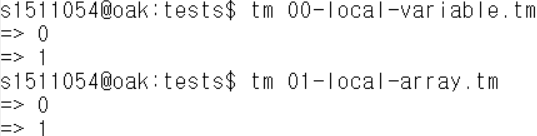 s1511054@oak:tests$ tm 00-local-variable.tm
=> 0
=> 1
s1511054@oak:tests$ tm 01-local-array.tm
=> 0
=> 1